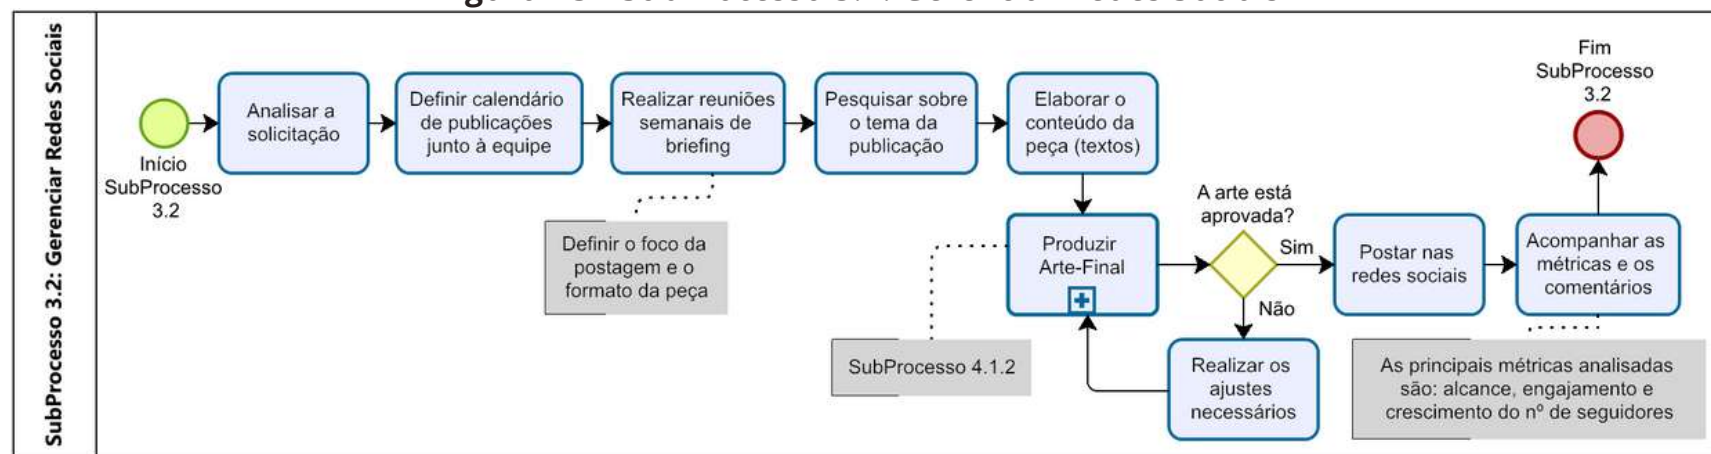 SubProcesso 3.2: Gerenciar Redes Sociais
Início
SubProcesso
3.2
Analisar a
solicitação
Definir calendário
de publicações
junto à equipe
Realizar reuniões
semanais de
briefing
Definir o foco da
postagem e o
formato da peça
Pesquisar sobre
o tema da
publicação
Elaborar o
conteúdo da
peça (textos)
Produzir
Arte-Final
SubProcesso 4.1.2
A arte está
aprovada?
Sim
Não
Realizar os
ajustes
necessários
Postar nas
redes sociais
Acompanhar as
métricas e os
comentários
As principais métricas analisadas
são: alcance, engajamento e
crescimento do nº de seguidores
Fim
SubProcesso
3.2